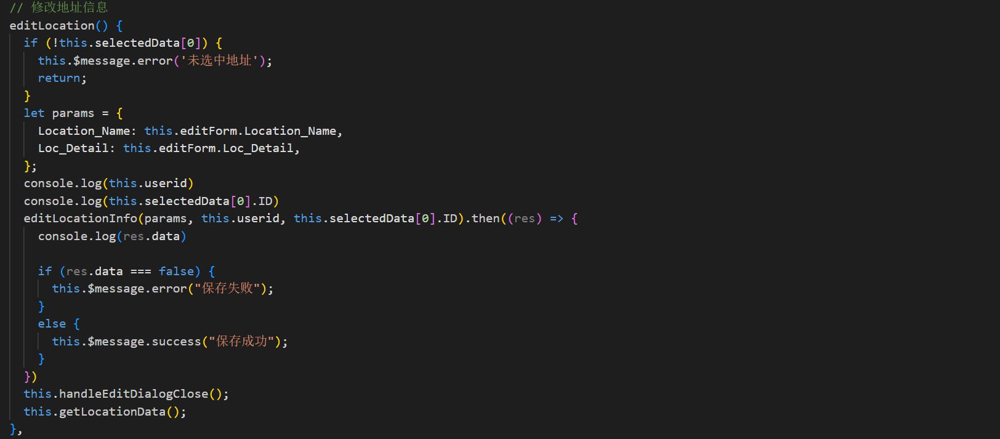 // 修改地址信息
editLocation() {
if (!this.selectedData[0]) {
this.$message.error('未选中地址');
return;
}
let params = {
Location_Name: this.editForm.Location_Name,
Loc_Detail: this.editForm.Loc_Detail,
};
console.log(this.userid)
console.log(this.selectedData[0].ID)
editLocationInfo(params, this.userid, this.selectedData[0].ID).then((res) => {
console.log(res.data)
if (res.data === false) {
this.$message.error("保存失败");
}
else {
this.$message.success("保存成功");
}
})
this.handleEditDialogClose();
this.getLocationData();
},